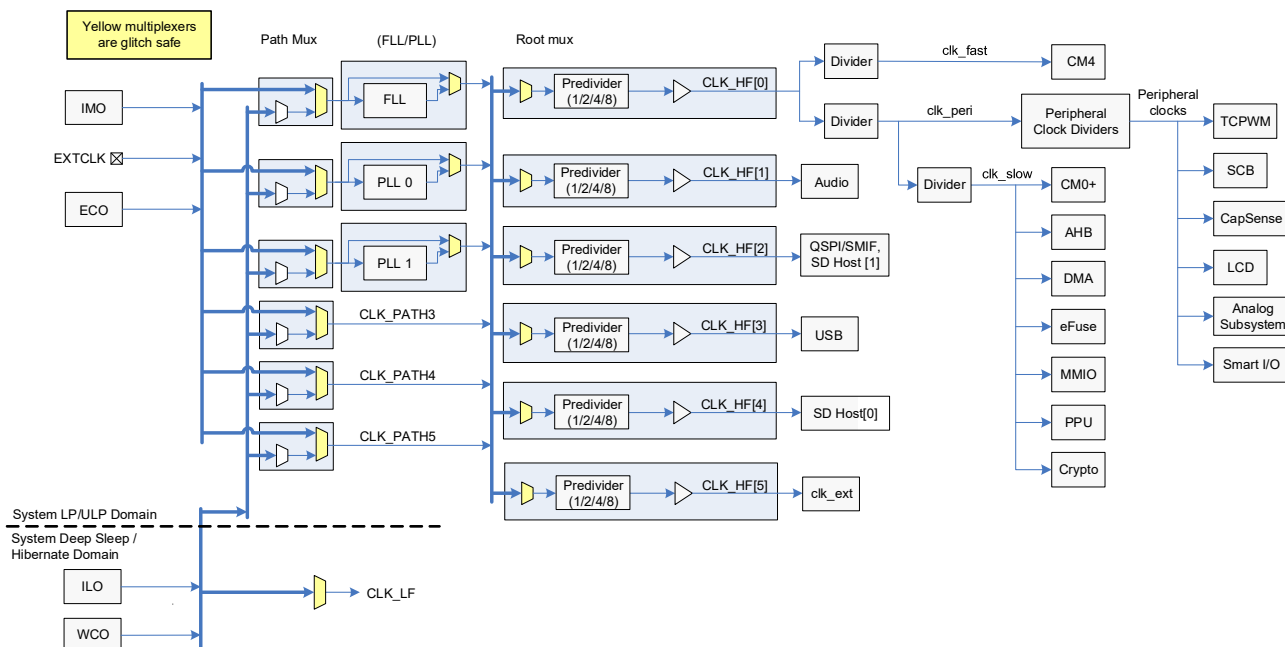 Yellow multiplexers
are glitch safe
Path Mux
(FLL/PLL)
Root mux
IMO
EXTCLK
ECO
FLL
PLL 0
PLL 1
CLK_PATH3
CLK_PATH4
CLK_PATH5
Predivider
(1/2/4/8)
CLK_HF[0]
Predivider
(1/2/4/8)
CLK_HF[1]
Audio
Predivider
(1/2/4/8)
CLK_HF[2]
QSPI/SMIF,
SD Host [1]
Predivider
(1/2/4/8)
CLK_HF[3]
USB
Predivider
(1/2/4/8)
CLK_HF[4]
SD Host[0]
Predivider
(1/2/4/8)
CLK_HF[5]
clk_ext
Divider
clk_fast
CM4
Divider
clk_peri
Peripheral
Clock Dividers
Peripheral
clocks
Divider
clk_slow
CM0+
AHB
DMA
eFuse
MMIO
PPU
Crypto
TCPWM
SCB
CapSense
LCD
Analog
Subsystem
Smart I/O
System LP/ULP Domain
System Deep Sleep /
Hibernate Domain
ILO
WCO
CLK_LF